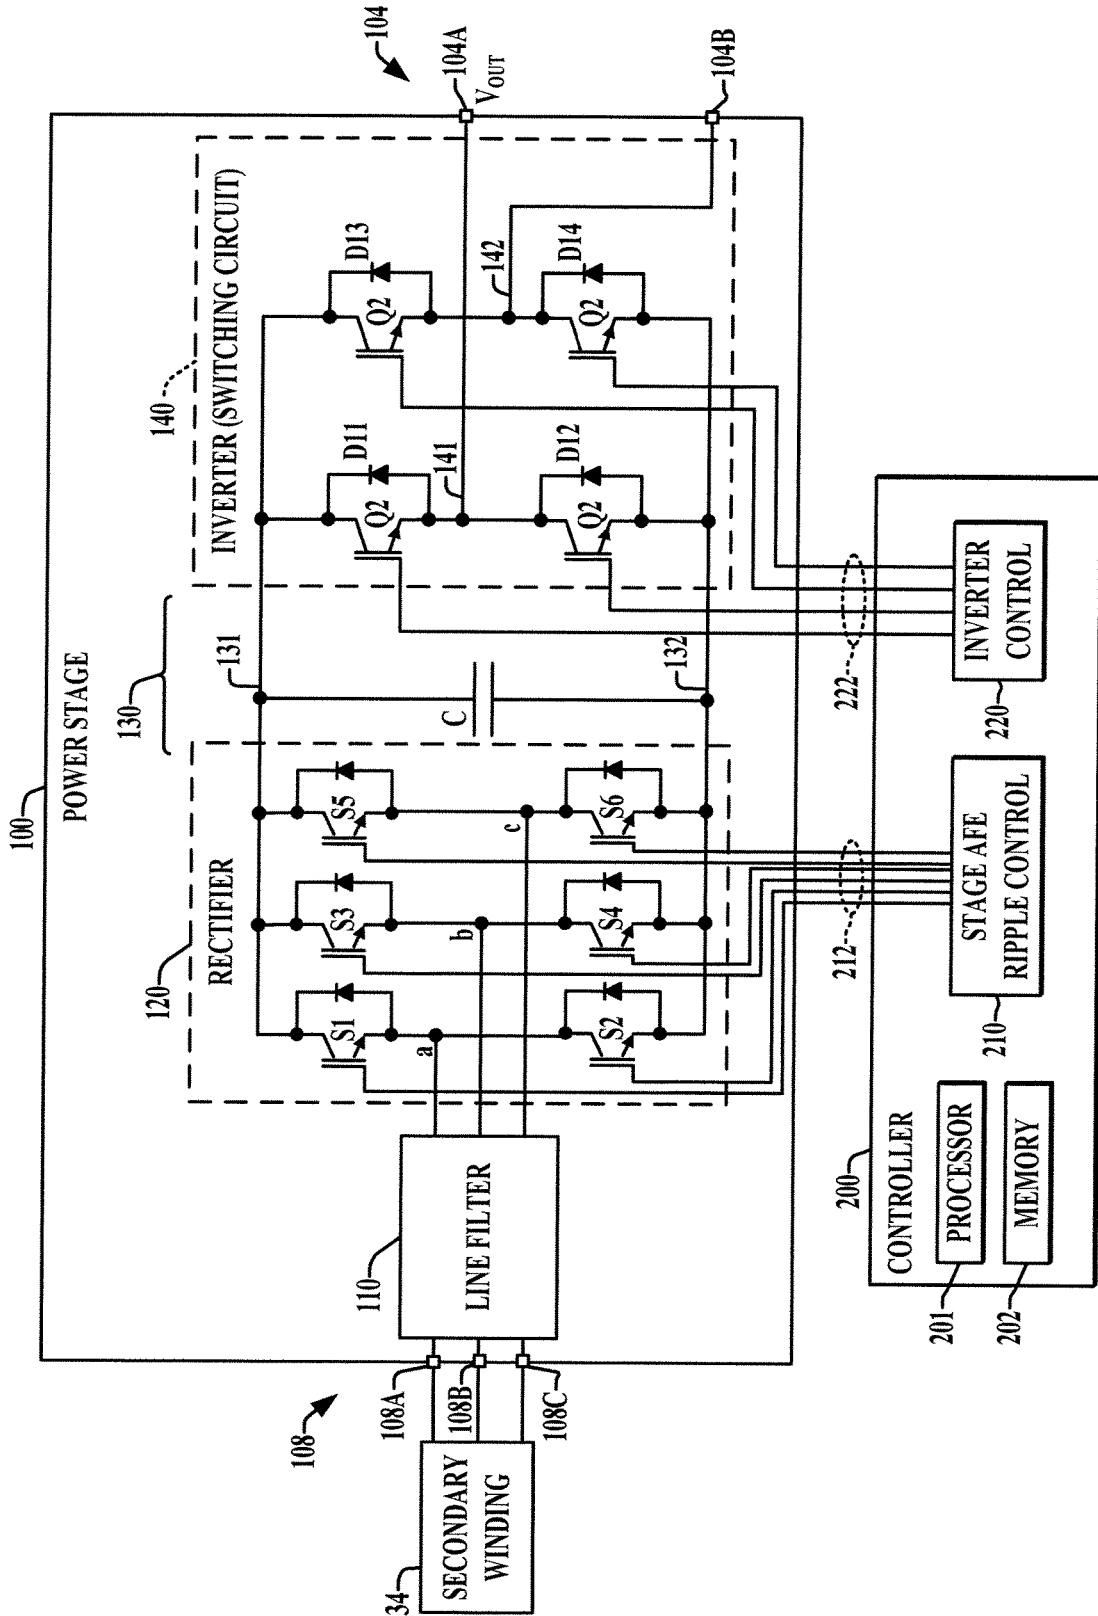 100
POWER STAGE
130
140
INVERTER (SWITCHING CIRCUIT)
104
104A
V_OUT
104B
120
RECTIFIER
131
S1
S3
S5
D11
Q2
D13
Q2
a
b
c
C
141
142
S2
S4
S6
Q2
D12
Q2
D14
132
110
LINE FILTER
108
108A
108B
108C
34
SECONDARY
WINDING
212
222
200
CONTROLLER
201
PROCESSOR
202
MEMORY
210
STAGE AFE
RIPPLE CONTROL
220
INVERTER
CONTROL